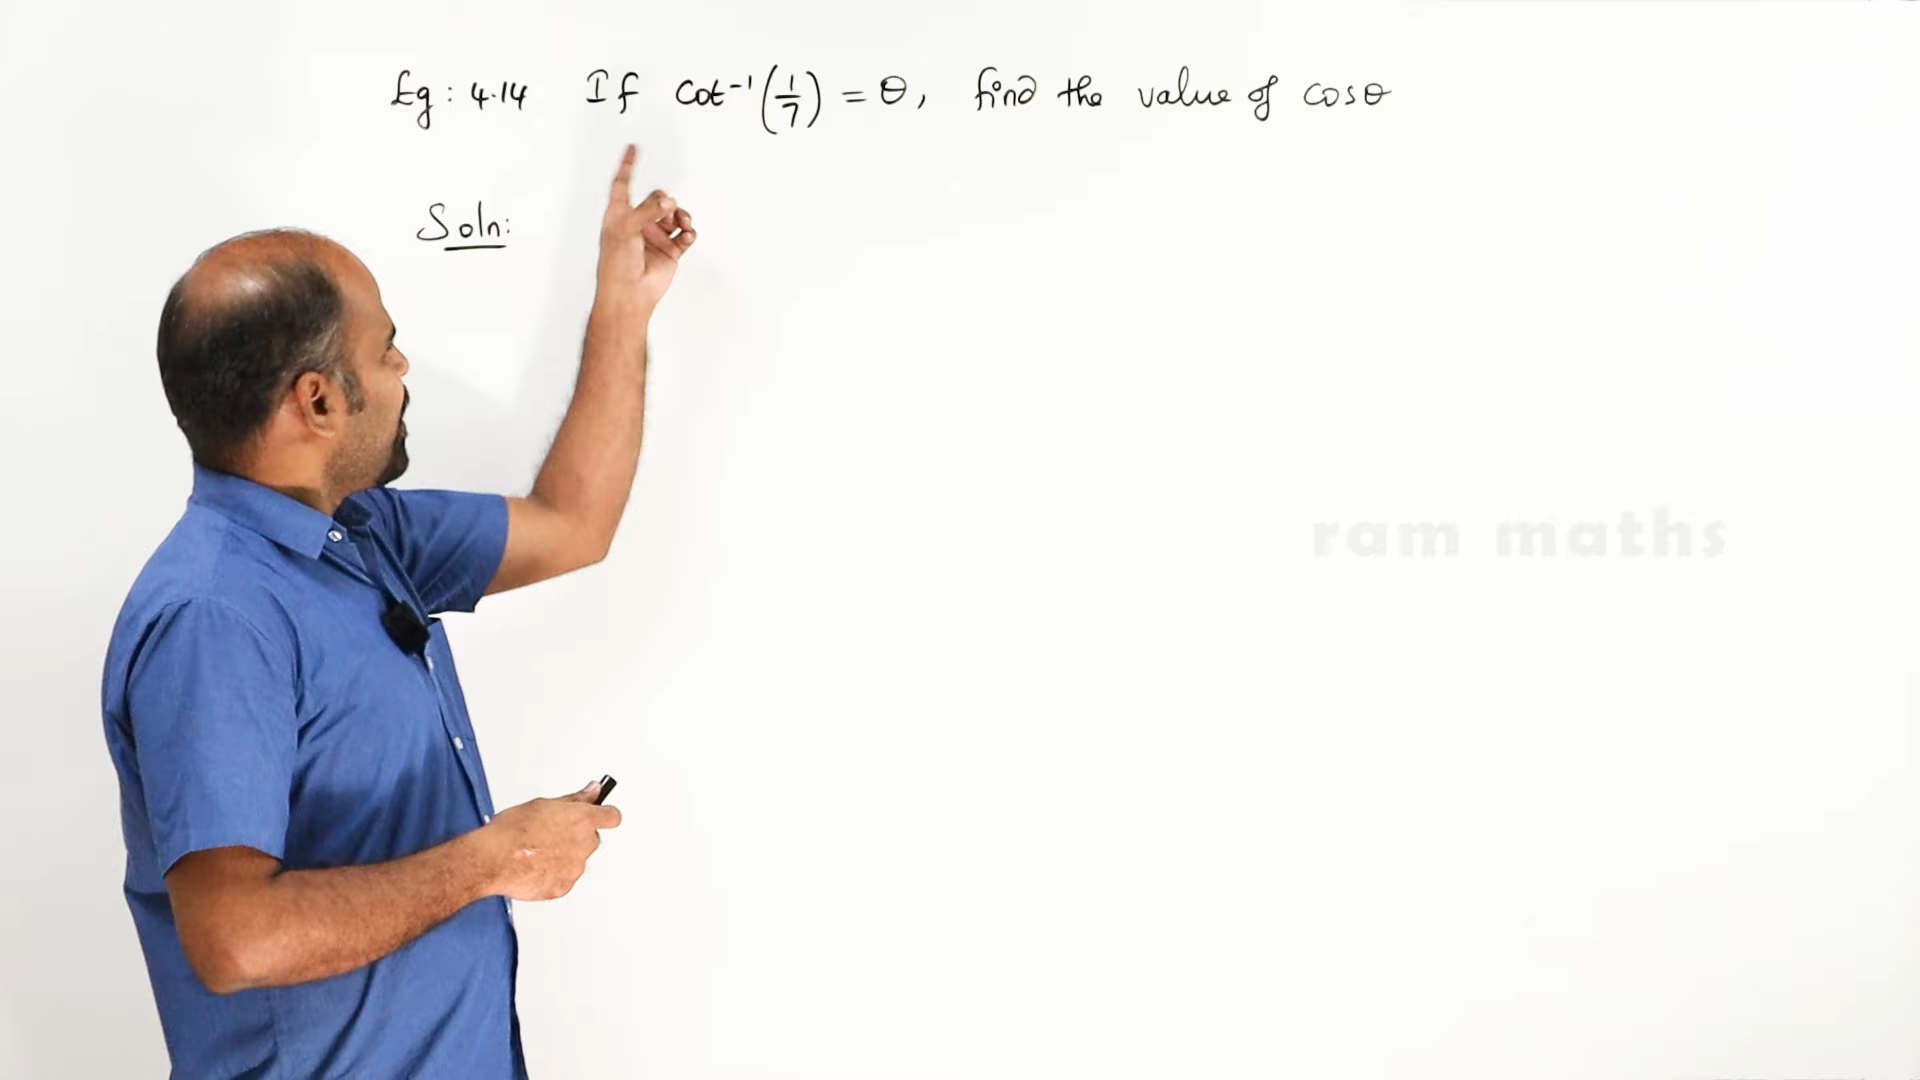 Eg : 4.14 If cot⁻¹(1/7) = θ, find the value of cosθ
Soln:
ram maths